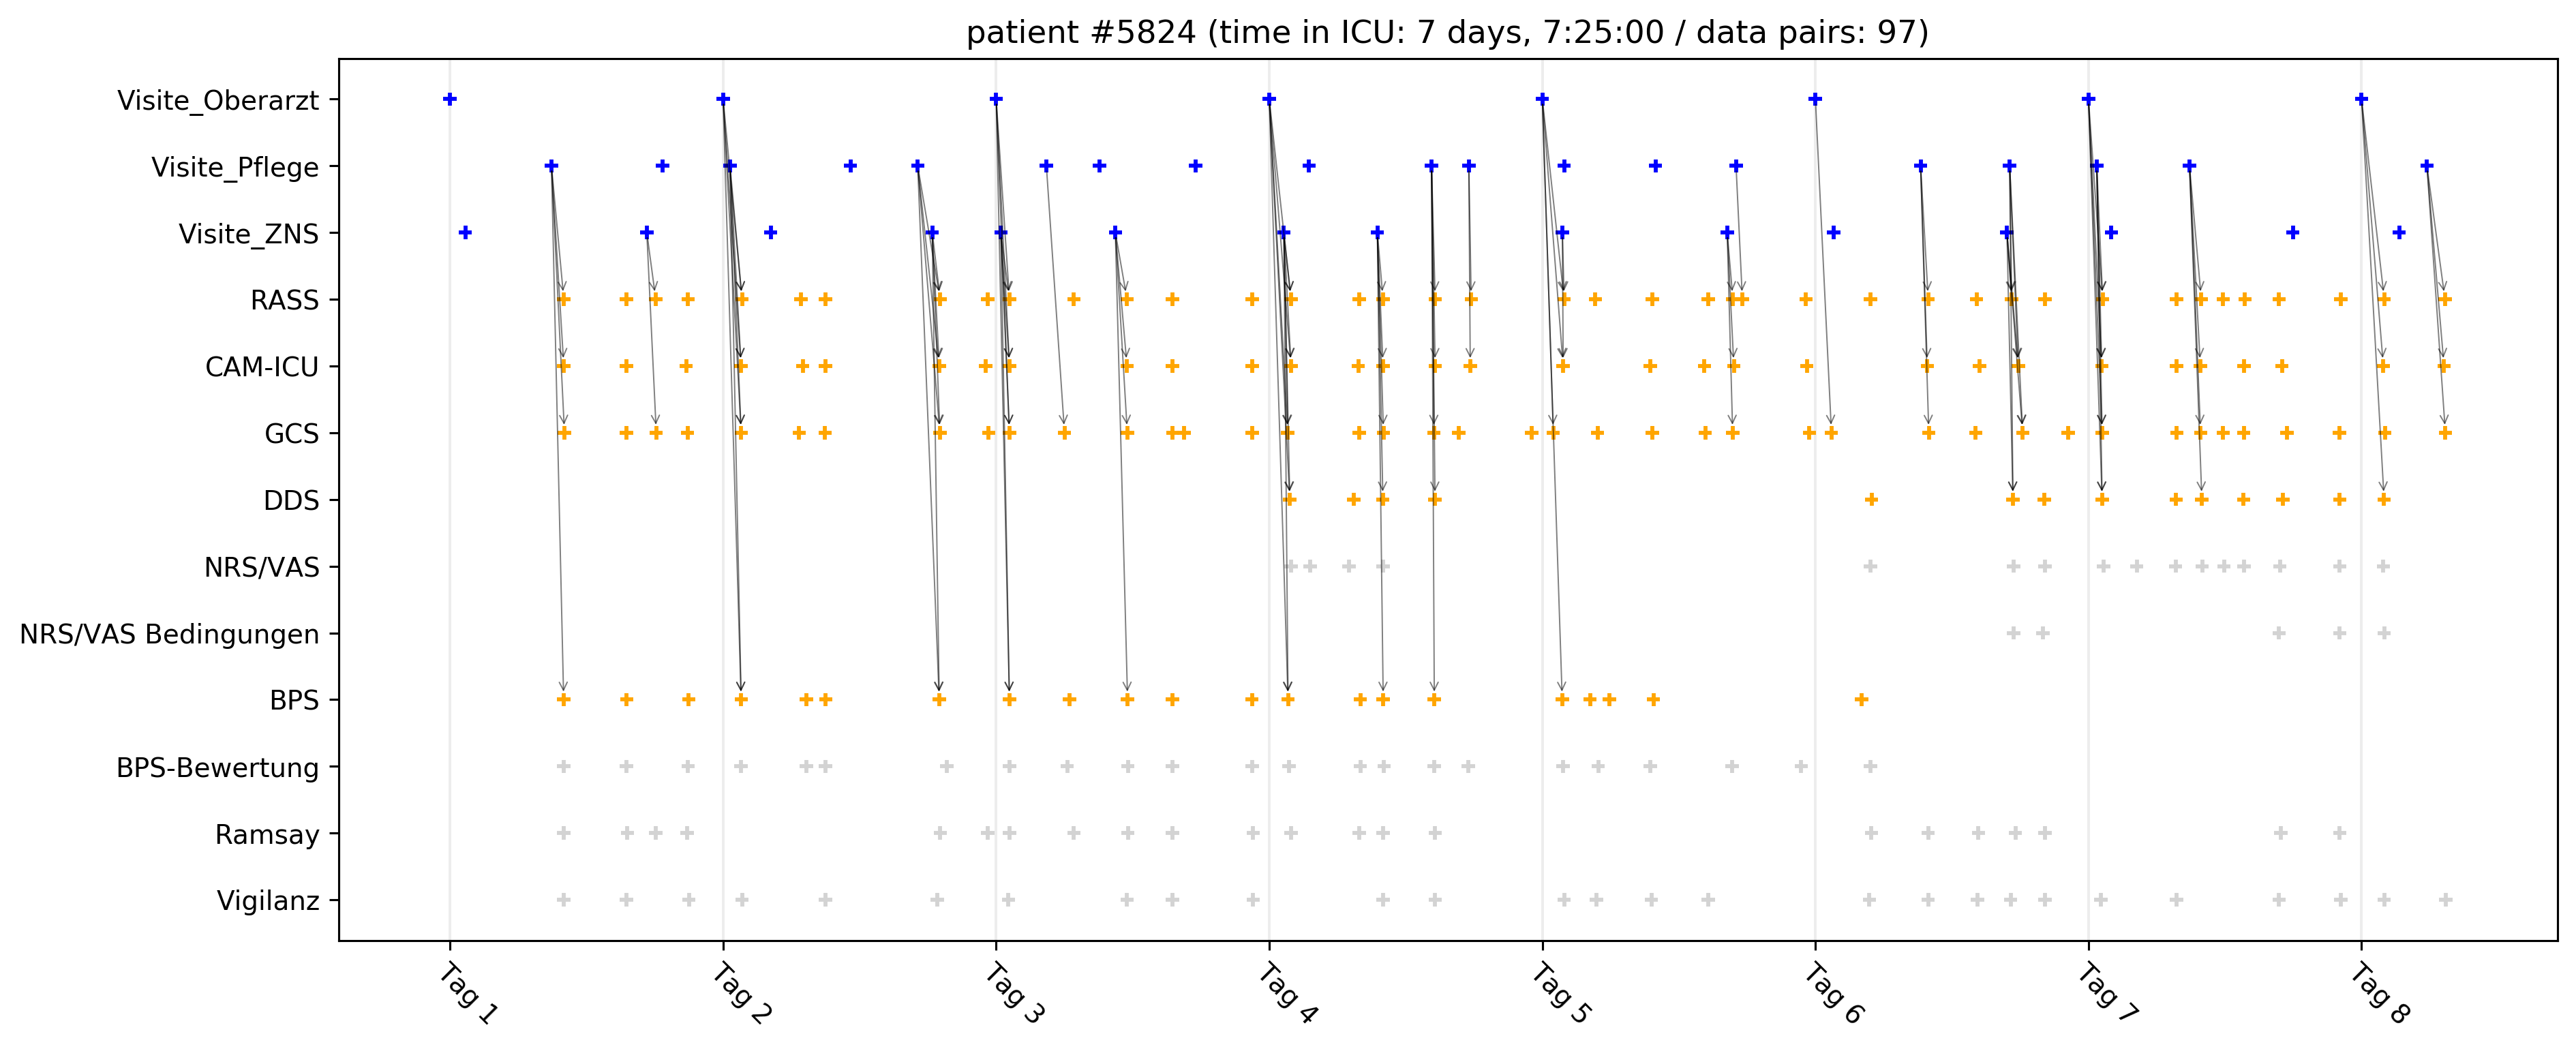 patient #5824 (time in ICU: 7 days, 7:25:00 / data pairs: 97)
Visite_Oberarzt
Visite_Pflege
Visite_ZNS
RASS
CAM-ICU
GCS
DDS
NRS/VAS
NRS/VAS Bedingungen
BPS
BPS-Bewertung
Ramsay
Vigilanz
Tag 1
Tag 2
Tag 3
Tag 4
Tag 5
Tag 6
Tag 7
Tag 8